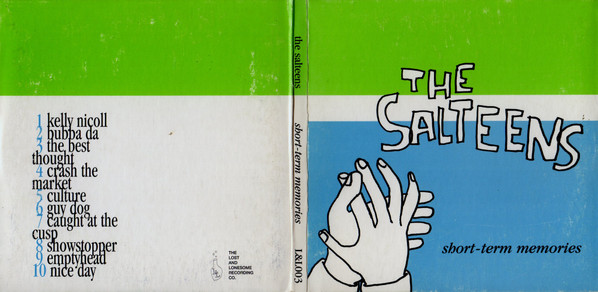 1 kelly nicoll
2 bubba da
3 the best
thought
4 crash the
market
5 culture
6 guy dog
7 caught at the
cusp
8 showstopper
9 emptyhead
10 nice day
THE
LOST
AND
LONESOME
RECORDING
CO.
the salteens
short-term memories
L&L003
THE
SALTEENS
short-term memories